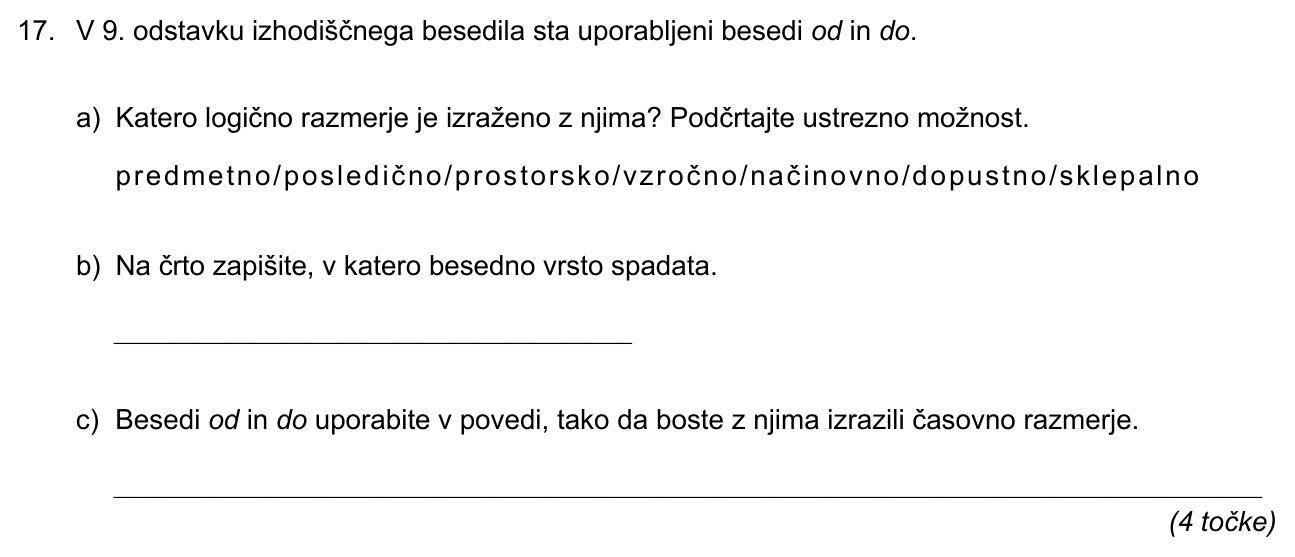 17. V 9. odstavku izhodiščnega besedila sta uporabljeni besedi od in do.
a) Katero logično razmerje je izraženo z njima? Podčrtajte ustrezno možnost.
predmetno/posledično/prostorsko/vzročno/načinovno/dopustno/sklepalno
b) Na črto zapišite, v katero besedno vrsto spadata.
c) Besedi od in do uporabite v povedi, tako da boste z njima izrazili časovno razmerje.
(4 točke)